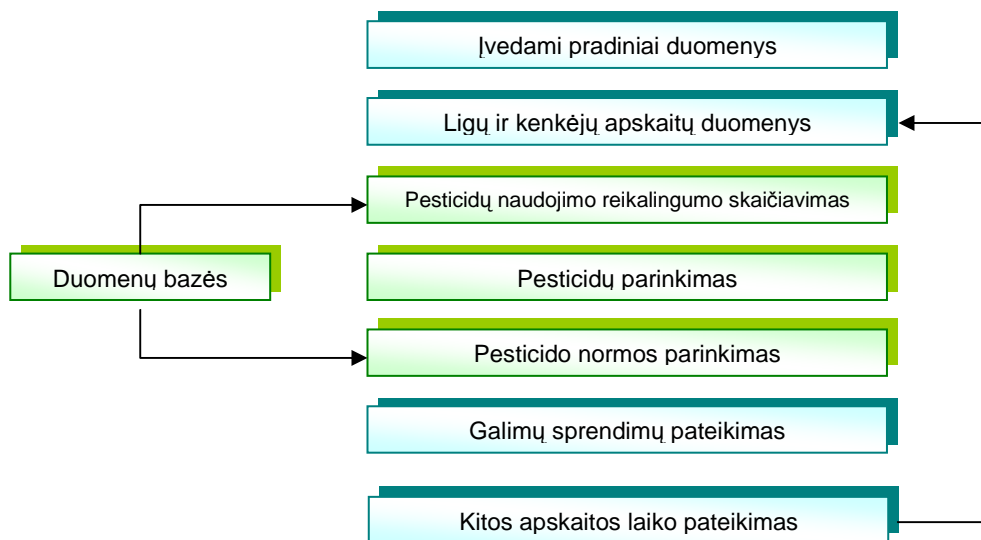 Įvedami pradiniai duomenys
Ligų ir kenkėjų apskaitų duomenys
Pesticidų naudojimo reikalingumo skaičiavimas
Duomenų bazės
Pesticidų parinkimas
Pesticido normos parinkimas
Galimų sprendimų pateikimas
Kitos apskaitos laiko pateikimas